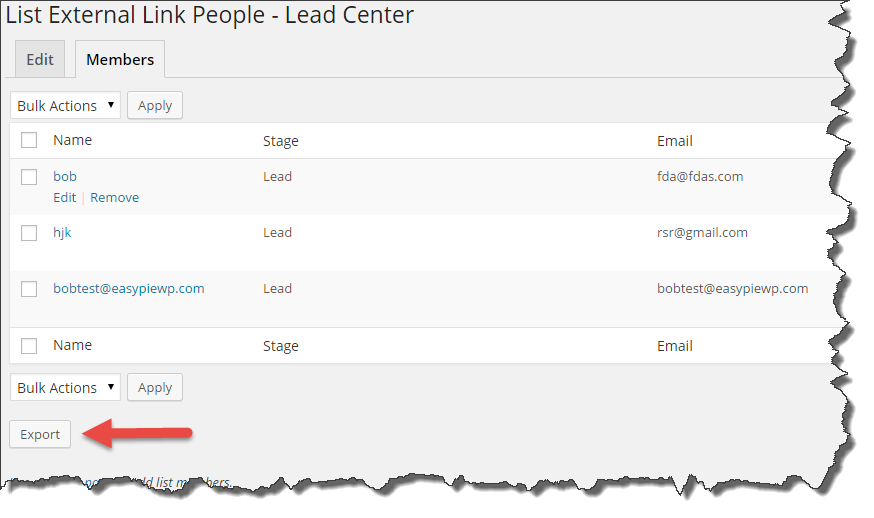 List External Link People - Lead Center
Edit Members
Bulk Actions Apply
Name Stage Email
bob Lead fda@fdas.com
Edit | Remove
hjk Lead rsr@gmail.com
bobtest@easypiewp.com Lead bobtest@easypiewp.com
Name Stage Email
Bulk Actions Apply
Export
list members.